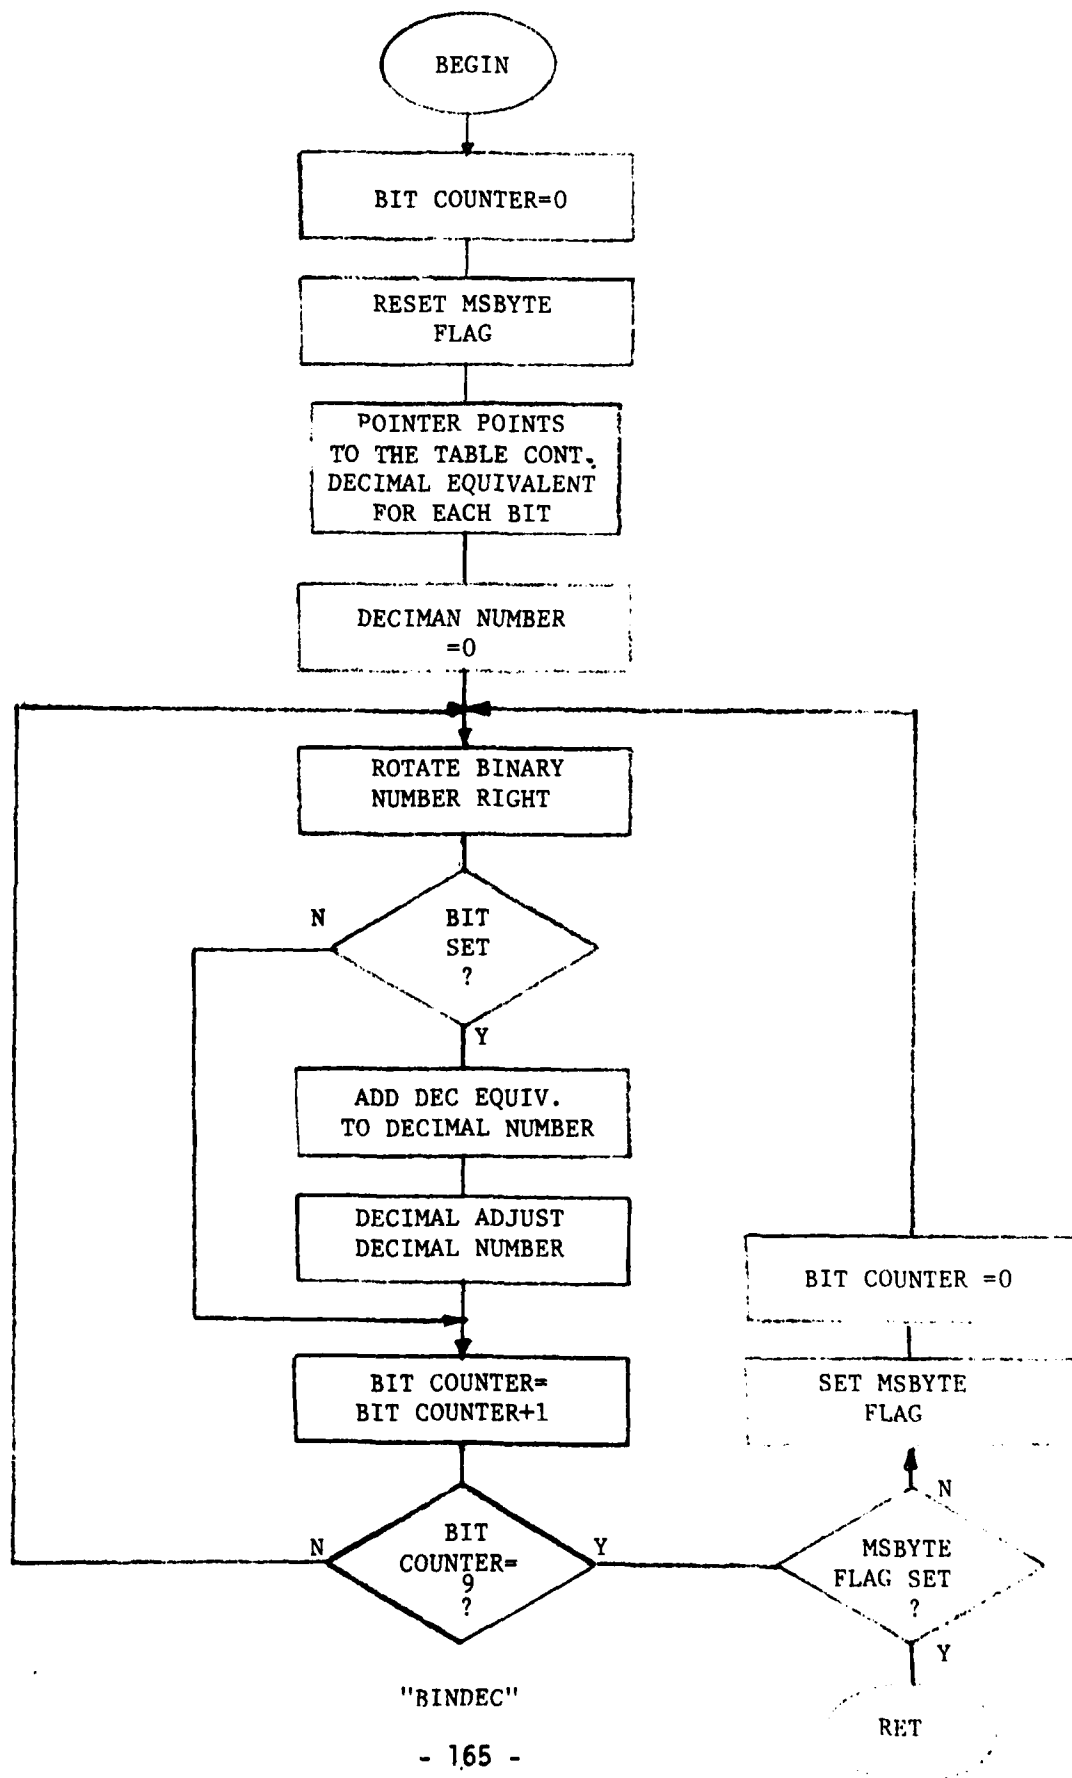 BEGIN
BIT COUNTER=0
RESET MSBYTE
FLAG
POINTER POINTS
TO THE TABLE CONT.
DECIMAL EQUIVALENT
FOR EACH BIT
DECIMAN NUMBER
=0
ROTATE BINARY
NUMBER RIGHT
N
BIT
SET
?
Y
ADD DEC EQUIV.
TO DECIMAL NUMBER
DECIMAL ADJUST
DECIMAL NUMBER
BIT COUNTER=
BIT COUNTER+1
N
BIT
COUNTER=
9
?
Y
BIT COUNTER =0
SET MSBYTE
FLAG
N
MSBYTE
FLAG SET
?
Y
RET
"BINDEC"
- 165 -